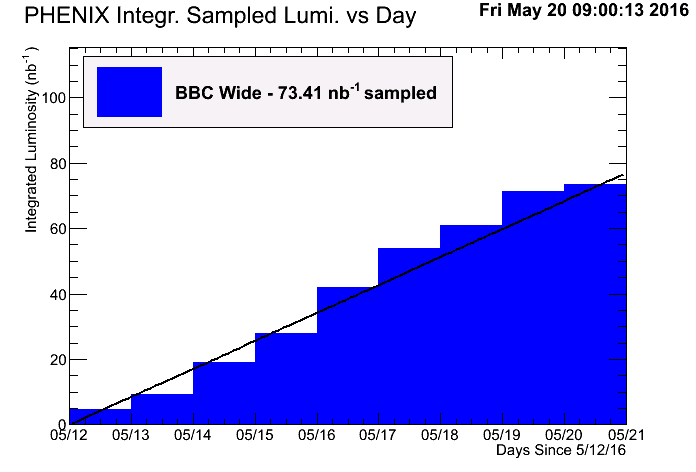 PHENIX Integr. Sampled Lumi. vs Day
Fri May 20 09:00:13 2016
Integrated Luminosity (nb⁻¹)
BBC Wide - 73.41 nb⁻¹ sampled
100
80
60
40
20
0
05/12 05/13 05/14 05/15 05/16 05/17 05/18 05/19 05/20 05/21
Days Since 5/12/16